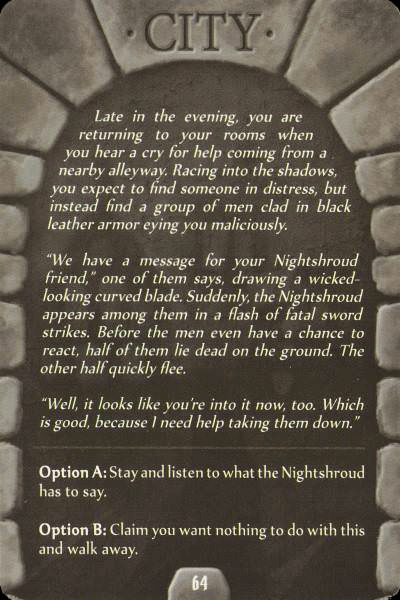 · CITY ·
Late in the evening, you are
returning to your rooms when
you hear a cry for help coming from a
nearby alleyway. Racing into the shadows,
you expect to find someone in distress, but
instead find a group of men clad in black
leather armor eying you maliciously.
“We have a message for your Nightshroud
friend,” one of them says, drawing a wicked-
looking curved blade. Suddenly, the Nightshroud
appears among them in a flash of fatal sword
strikes. Before the men even have a chance to
react, half of them lie dead on the ground. The
other half quickly flee.
“Well, it looks like you’re into it now, too. Which
is good, because I need help taking them down.”
Option A: Stay and listen to what the Nightshroud
has to say.
Option B: Claim you want nothing to do with this
and walk away.
64